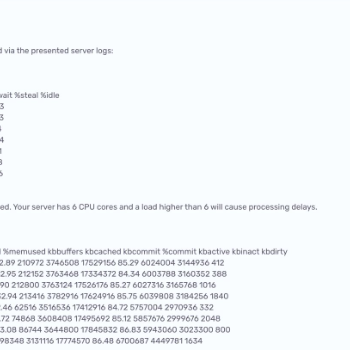 via the presented server logs:
%steal %idle
3
3
4
3
6
Your server has 6 CPU cores and a load higher than 6 will cause processing delays.
%memused kbbuffers kbcached kbcommit %commit kbactive kbinact kbdirty
2.89 210972 3746508 17529156 85.29 6024004 3144936 412
2.95 212152 3763468 17334372 84.34 6003788 3160352 388
90 212800 3763124 17526176 85.27 6027316 3165768 1016
2.94 213416 3782916 17624916 85.75 6039808 3184256 1840
.46 62516 3516536 17412916 84.72 5757004 2970936 332
.72 74868 3608408 17495692 85.12 5857676 2999676 2048
3.08 86744 3644800 17845832 86.83 5943060 3023300 800
98348 3131116 17774570 86.48 6700687 4449781 1634